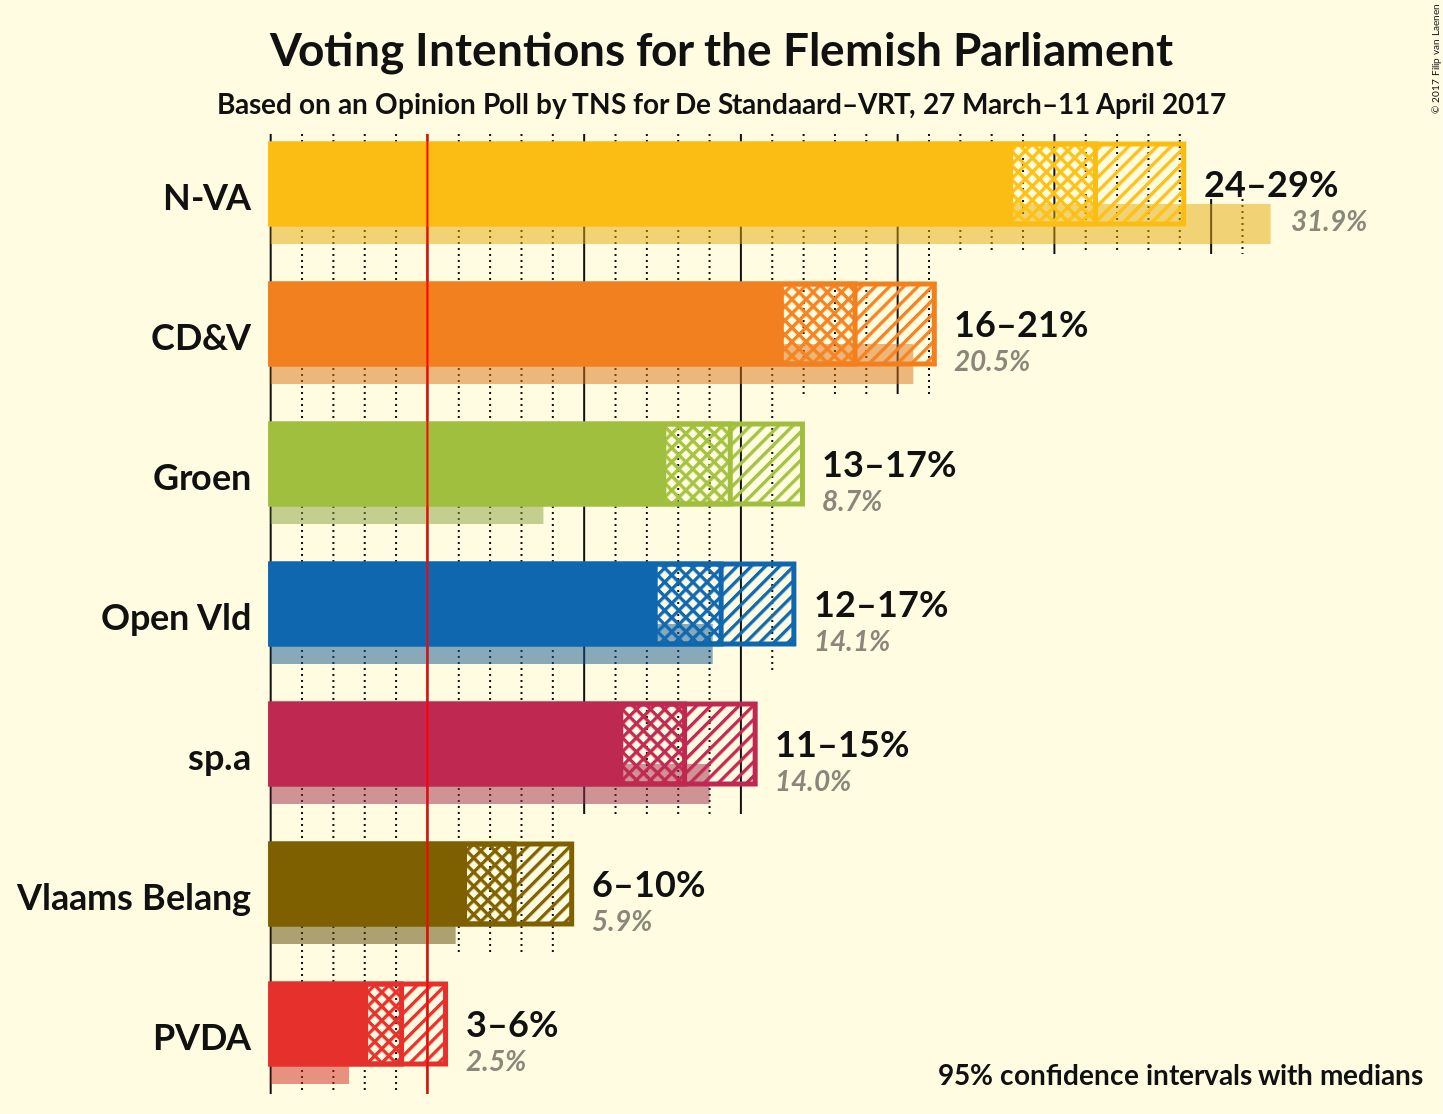 Voting Intentions for the Flemish Parliament
Based on an Opinion Poll by TNS for De Standaard–VRT, 27 March–11 April 2017
© 2017 Filip van Laenen
N-VA
24–29%
31.9%
CD&V
16–21%
20.5%
Groen
13–17%
8.7%
Open Vld
12–17%
14.1%
sp.a
11–15%
14.0%
Vlaams Belang
6–10%
5.9%
PVDA
3–6%
2.5%
95% confidence intervals with medians